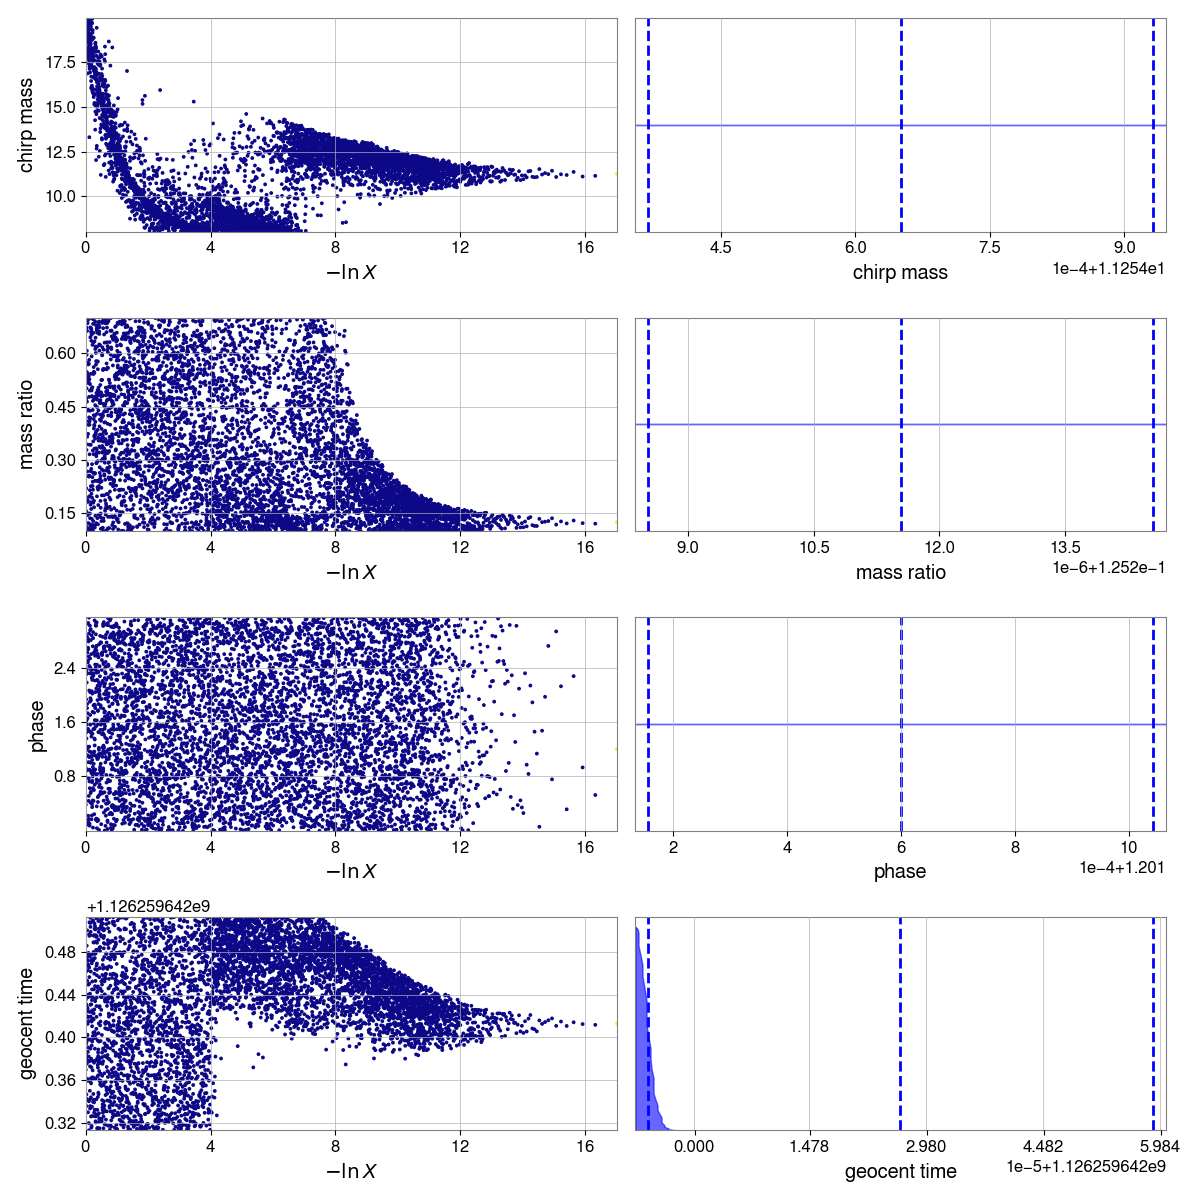 17.5
15.0
12.5
10.0
chirp mass
0 4 8 12 16
−ln X
4.5 6.0 7.5 9.0
1e−4+1.1254e1
chirp mass
0.60
0.45
0.30
0.15
mass ratio
0 4 8 12 16
−ln X
9.0 10.5 12.0 13.5
1e−6+1.252e−1
mass ratio
2.4
1.6
0.8
phase
0 4 8 12 16
−ln X
2 4 6 8 10
1e−4+1.201
phase
+1.126259642e9
0.48
0.44
0.40
0.36
0.32
geocent time
0 4 8 12 16
−ln X
0.000 1.478 2.980 4.482 5.984
1e−5+1.126259642e9
geocent time